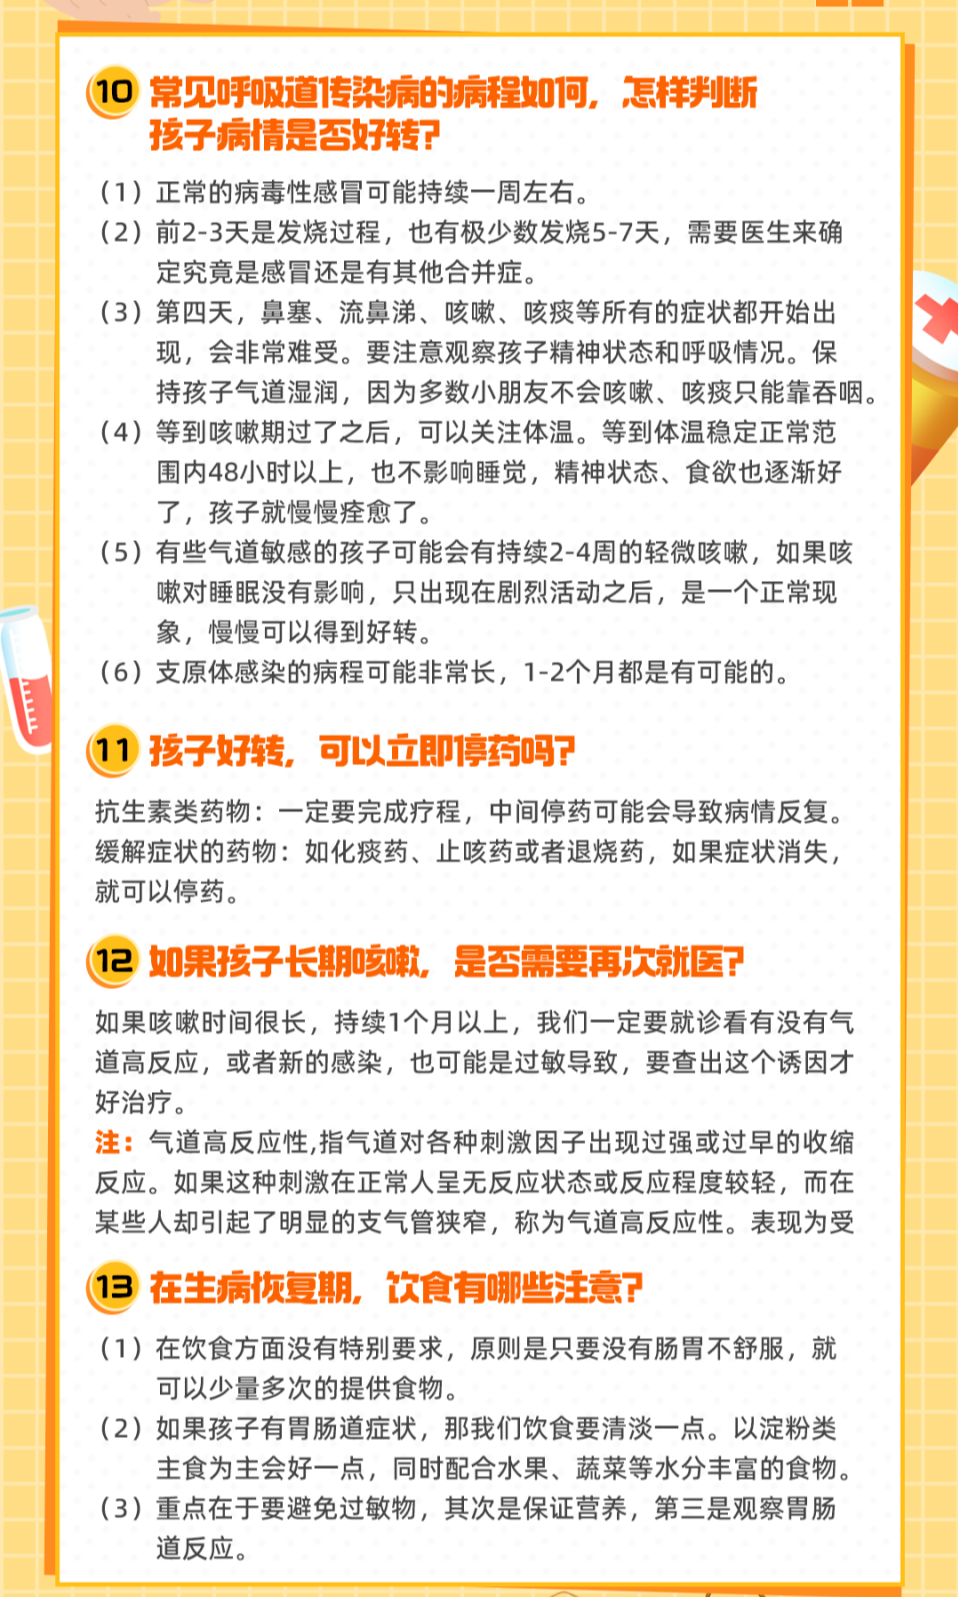 10 常见呼吸道传染病的病程如何,怎样判断
孩子病情是否好转?
(1)正常的病毒性感冒可能持续一周左右。
(2)前2-3天是发烧过程,也有极少数发烧5-7天,需要医生来确
定究竟是感冒还是有其他合并症。
(3)第四天,鼻塞、流鼻涕、咳嗽、咳痰等所有的症状都开始出
现,会非常难受。要注意观察孩子精神状态和呼吸情况。保
持孩子气道湿润,因为多数小朋友不会咳嗽、咳痰只能靠吞咽。
(4)等到咳嗽期过了之后,可以关注体温。等到体温稳定正常范
围内48小时以上,也不影响睡觉,精神状态、食欲也逐渐好
了,孩子就慢慢痊愈了。
(5)有些气道敏感的孩子可能会有持续2-4周的轻微咳嗽,如果咳
嗽对睡眠没有影响,只出现在剧烈活动之后,是一个正常现
象,慢慢可以得到好转。
(6)支原体感染的病程可能非常长,1-2个月都是有可能的。
11 孩子好转,可以立即停药吗?
抗生素类药物:一定要完成疗程,中间停药可能会导致病情反复。
缓解症状的药物:如化痰药、止咳药或者退烧药,如果症状消失,
就可以停药。
12 如果孩子长期咳嗽,是否需要再次就医?
如果咳嗽时间很长,持续1个月以上,我们一定要就诊看有没有气
道高反应,或者新的感染,也可能是过敏导致,要查出这个诱因才
好治疗。
注:气道高反应性,指气道对各种刺激因子出现过强或过早的收缩
反应。如果这种刺激在正常人呈无反应状态或反应程度较轻,而在
某些人却引起了明显的支气管狭窄,称为气道高反应性。表现为受
13 在生病恢复期,饮食有哪些注意?
(1)在饮食方面没有特别要求,原则是只要没有肠胃不舒服,就
可以少量多次的提供食物。
(2)如果孩子有胃肠道症状,那我们饮食要清淡一点。以淀粉类
主食为主会好一点,同时配合水果、蔬菜等水分丰富的食物。
(3)重点在于要避免过敏物,其次是保证营养,第三是观察胃肠
道反应。